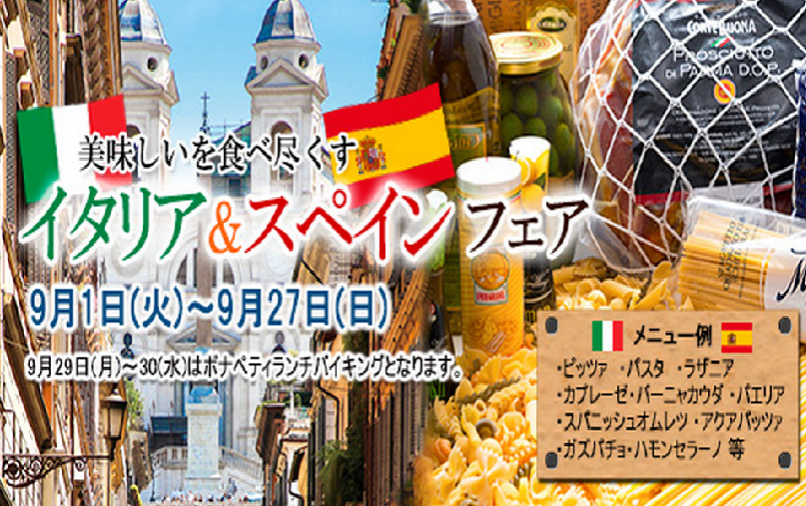 CORTEBUONA
PROSCIUTTO
DI PARMA D.O.P.
美味しいを食べ尽くす
イタリア&スペインフェア
9月1日(火)~9月27日(日)
9月29日(月)~30(水)はボナペティランチバイキングとなります。
メニュー例
・ピッツァ ・パスタ ・ラザニア
・カプレーゼ・バーニャカウダ・パエリア
・スパニッシュオムレツ・アクアパッツァ
・ガズパチョ・ハモンセラーノ 等